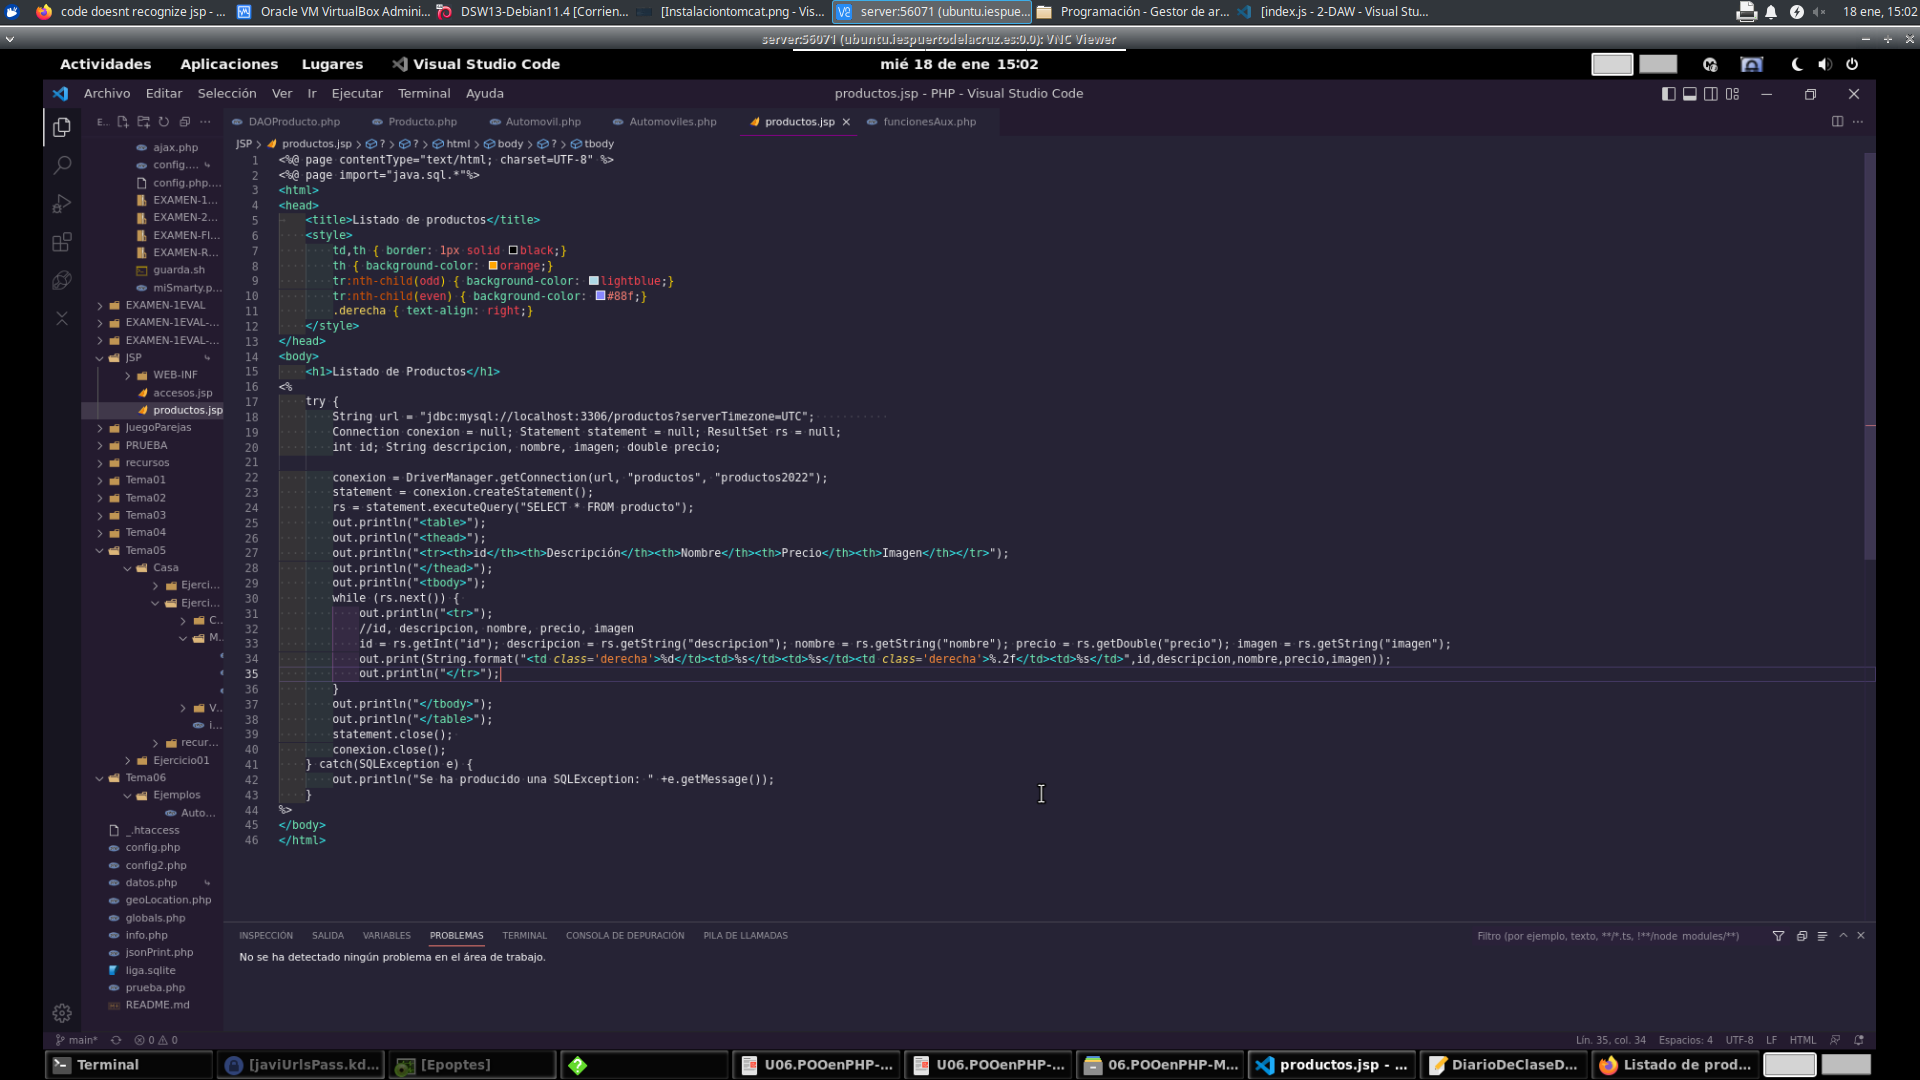 code doesnt recognize jsp - ...
Oracle VM VirtualBox Admini...
DSW13-Debian11.4 [Corrien...
[Instalaciontomcat.png - Vis...
server:56071 (ubuntu.iespue...
Programación - Gestor de ar...
[index.js - 2-DAW - Visual Stu...
18 ene, 15:02
server:56071 (ubuntu.iespuertodelacruz.es:0.0): VNC Viewer
Actividades Aplicaciones Lugares Visual Studio Code
mié 18 de ene 15:02
Archivo Editar Selección Ver Ir Ejecutar Terminal Ayuda
productos.jsp - PHP - Visual Studio Code
E...
DAOProducto.php Producto.php Automovil.php Automoviles.php productos.jsp funcionesAux.php
JSP > productos.jsp > ? > ? > html > body > ? > tbody
ajax.php
config....
config.php....
EXAMEN-1...
EXAMEN-2...
EXAMEN-FI...
EXAMEN-R...
guarda.sh
miSmarty.p...
EXAMEN-1EVAL
EXAMEN-1EVAL-...
EXAMEN-1EVAL-...
JSP
WEB-INF
accesos.jsp
productos.jsp
JuegoParejas
PRUEBA
recursos
Tema01
Tema02
Tema03
Tema04
Tema05
Casa
Ejerci...
Ejerci...
C...
M...
V...
i...
recur...
Ejercicio01
Tema06
Ejemplos
Auto...
_.htaccess
config.php
config2.php
datos.php
geoLocation.php
globals.php
info.php
jsonPrint.php
liga.sqlite
prueba.php
README.md
1 <%@ page contentType="text/html; charset=UTF-8" %>
2 <%@ page import="java.sql.*"%>
3 <html>
4 <head>
5 <title>Listado de productos</title>
6 <style>
7 td,th { border: 1px solid black;}
8 th { background-color: orange;}
9 tr:nth-child(odd) { background-color: lightblue;}
10 tr:nth-child(even) { background-color: #88f;}
11 .derecha { text-align: right;}
12 </style>
13 </head>
14 <body>
15 <h1>Listado de Productos</h1>
16 <%
17 try {
18 String url = "jdbc:mysql://localhost:3306/productos?serverTimezone=UTC";
19 Connection conexion = null; Statement statement = null; ResultSet rs = null;
20 int id; String descripcion, nombre, imagen; double precio;
21
22 conexion = DriverManager.getConnection(url, "productos", "productos2022");
23 statement = conexion.createStatement();
24 rs = statement.executeQuery("SELECT * FROM producto");
25 out.println("<table>");
26 out.println("<thead>");
27 out.println("<tr><th>id</th><th>Descripción</th><th>Nombre</th><th>Precio</th><th>Imagen</th></tr>");
28 out.println("</thead>");
29 out.println("<tbody>");
30 while (rs.next()) {
31 out.println("<tr>");
32 //id, descripcion, nombre, precio, imagen
33 id = rs.getInt("id"); descripcion = rs.getString("descripcion"); nombre = rs.getString("nombre"); precio = rs.getDouble("precio"); imagen = rs.getString("imagen");
34 out.print(String.format("<td class='derecha'>%d</td><td>%s</td><td>%s</td><td class='derecha'>%.2f</td><td>%s</td>",id,descripcion,nombre,precio,imagen));
35 out.println("</tr>");
36 }
37 out.println("</tbody>");
38 out.println("</table>");
39 statement.close();
40 conexion.close();
41 } catch(SQLException e) {
42 out.println("Se ha producido una SQLException: " +e.getMessage());
43 }
44 %>
45 </body>
46 </html>
INSPECCIÓN SALIDA VARIABLES PROBLEMAS TERMINAL CONSOLA DE DEPURACIÓN PILA DE LLAMADAS
Filtro (por ejemplo, texto, **/*.ts, !**/node_modules/**)
No se ha detectado ningún problema en el área de trabajo.
main* 0 0
Lín. 35, col. 34 Espacios: 4 UTF-8 LF HTML
Terminal
[javiUrlsPass.kd...
[Epoptes]
U06.POOenPHP-...
U06.POOenPHP-...
06.POOenPHP-M...
productos.jsp - ...
DiarioDeClaseD...
Listado de prod...